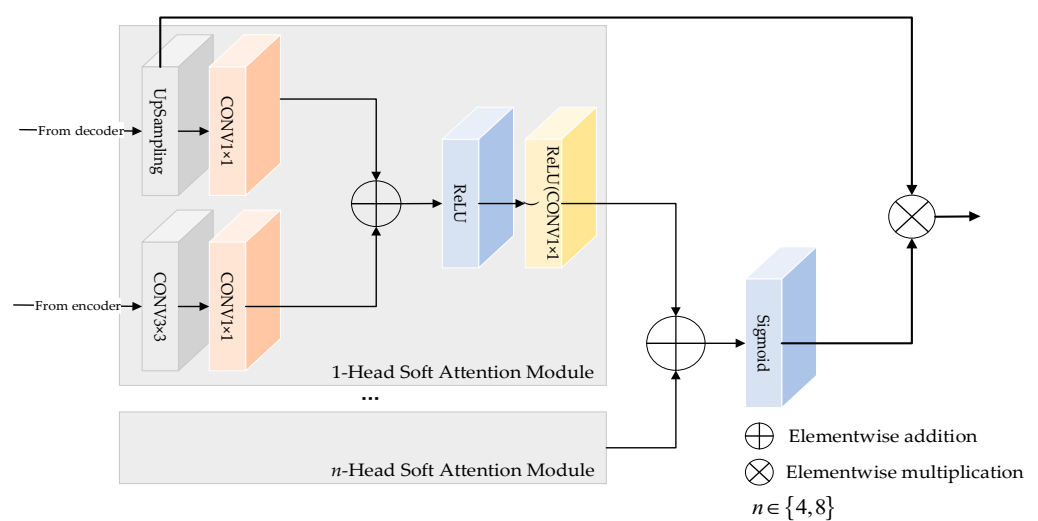 From decoder
UpSampling
CONV1×1
From encoder
CONV3×3
CONV1×1
ReLU
ReLU(CONV1×1
)
Sigmoid
1-Head Soft Attention Module
...
n-Head Soft Attention Module
Elementwise addition
Elementwise multiplication
n ∈ {4,8}